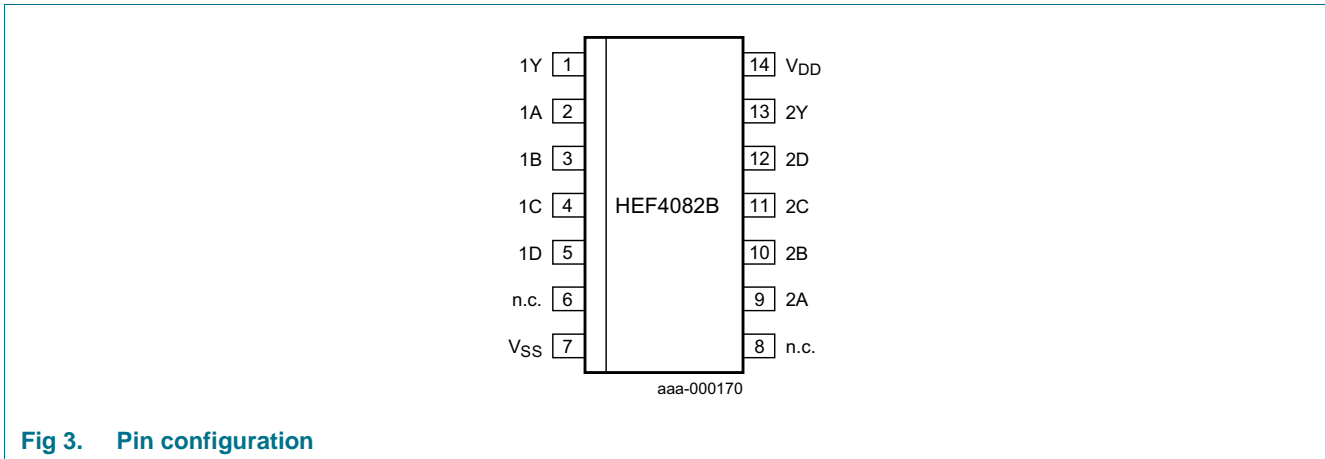 1Y 1 14 VDD
1A 2 13 2Y
1B 3 12 2D
1C 4 HEF4082B 11 2C
1D 5 10 2B
n.c. 6 9 2A
VSS 7 8 n.c.
aaa-000170
Fig 3. Pin configuration